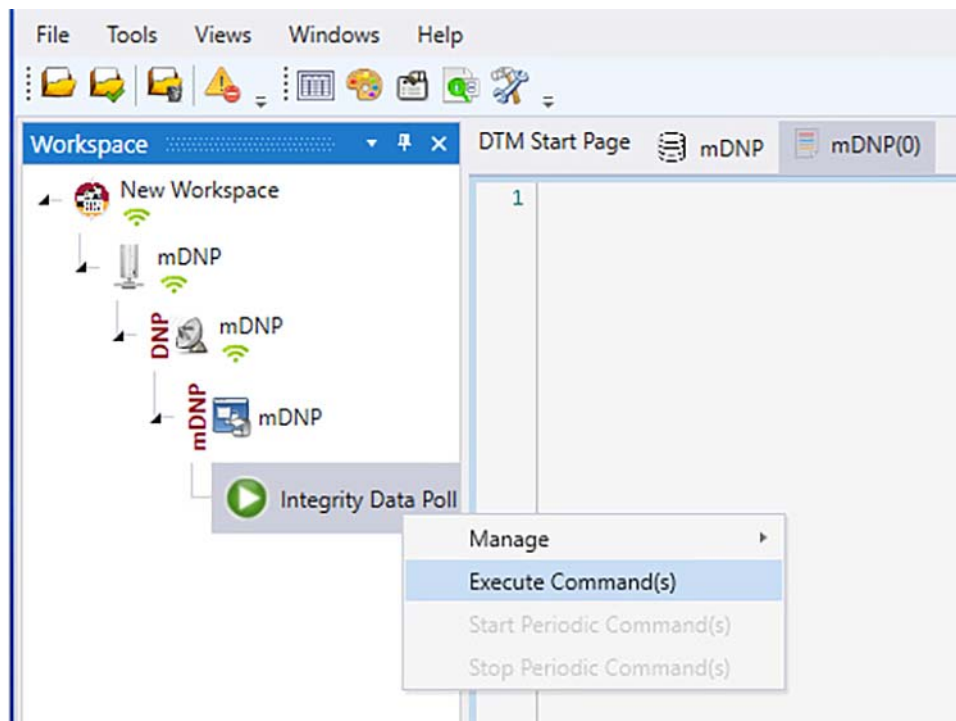 File Tools Views Windows Help
Workspace
DTM Start Page mDNP mDNP(0)
New Workspace
1
mDNP
DNP mDNP
mDNP mDNP
Integrity Data Poll
Manage
Execute Command(s)
Start Periodic Command(s)
Stop Periodic Command(s)